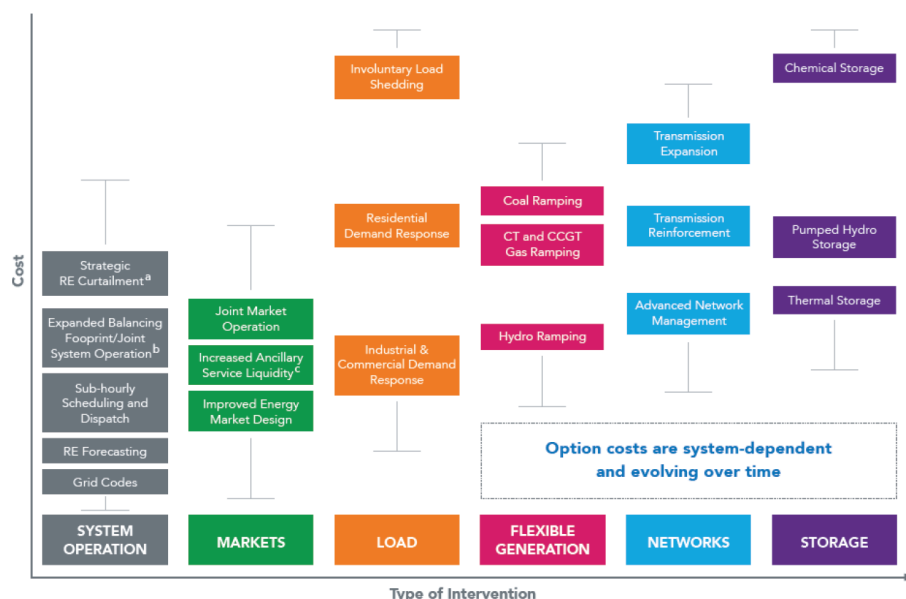 Cost
Strategic
RE Curtailmentᵃ
Expanded Balancing
Fooprint/Joint
System Operationᵇ
Sub-hourly
Scheduling and
Dispatch
RE Forecasting
Grid Codes
SYSTEM
OPERATION
Joint Market
Operation
Increased Ancillary
Service Liquidityᶜ
Improved Energy
Market Design
MARKETS
Involuntary Load
Shedding
Residential
Demand Response
Industrial &
Commercial Demand
Response
LOAD
Coal Ramping
CT and CCGT
Gas Ramping
Hydro Ramping
FLEXIBLE
GENERATION
Transmission
Expansion
Transmission
Reinforcement
Advanced Network
Management
NETWORKS
Chemical Storage
Pumped Hydro
Storage
Thermal Storage
STORAGE
Option costs are system-dependent
and evolving over time
Type of Intervention